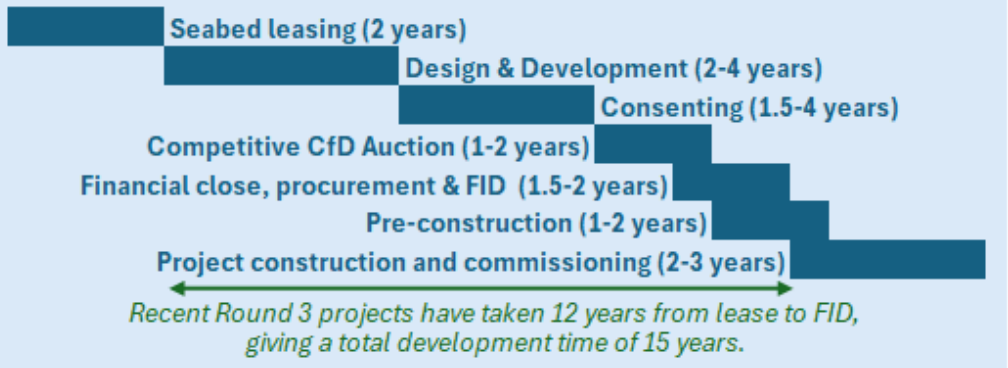 Seabed leasing (2 years)
Design & Development (2-4 years)
Consenting (1.5-4 years)
Competitive CfD Auction (1-2 years)
Financial close, procurement & FID (1.5-2 years)
Pre-construction (1-2 years)
Project construction and commissioning (2-3 years)
Recent Round 3 projects have taken 12 years from lease to FID,
giving a total development time of 15 years.